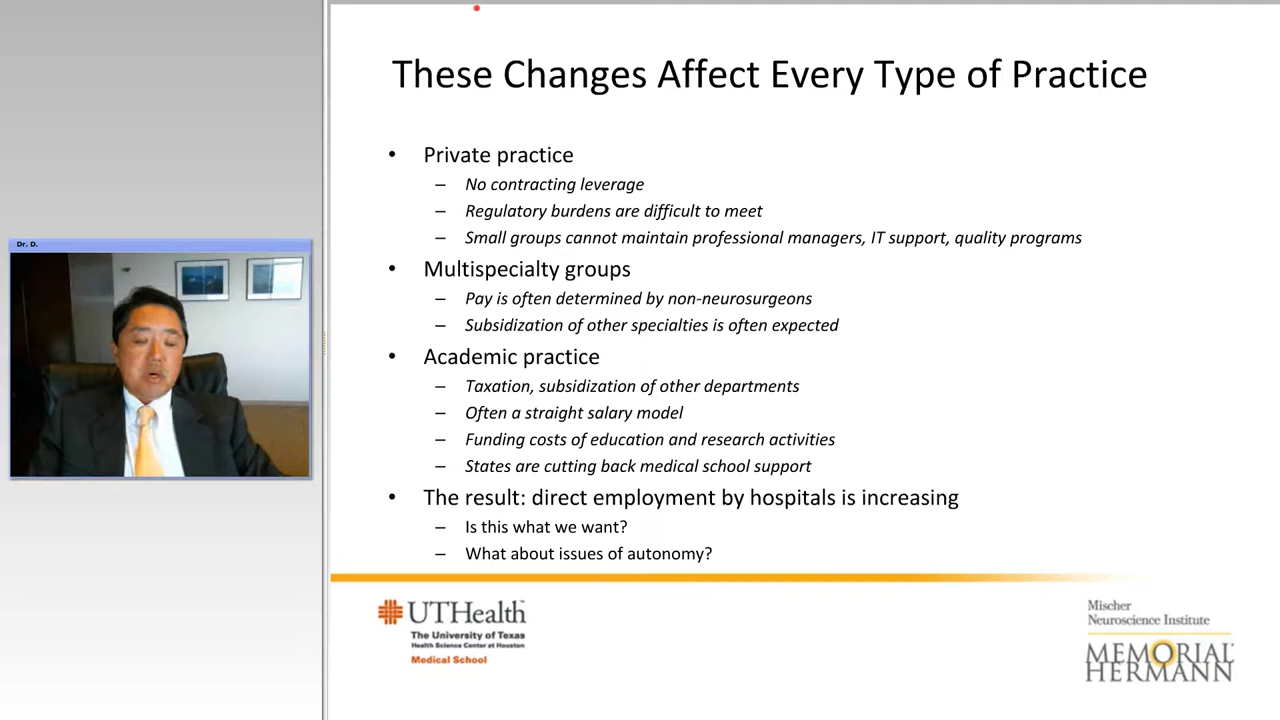 These Changes Affect Every Type of Practice
• Private practice
– No contracting leverage
– Regulatory burdens are difficult to meet
– Small groups cannot maintain professional managers, IT support, quality programs
• Multispecialty groups
– Pay is often determined by non-neurosurgeons
– Subsidization of other specialties is often expected
• Academic practice
– Taxation, subsidization of other departments
– Often a straight salary model
– Funding costs of education and research activities
– States are cutting back medical school support
• The result: direct employment by hospitals is increasing
– Is this what we want?
– What about issues of autonomy?
Dr. D.
UTHealth
The University of Texas
Health Science Center at Houston
Medical School
Mischer
Neuroscience Institute
MEMORIAL
HERMANN